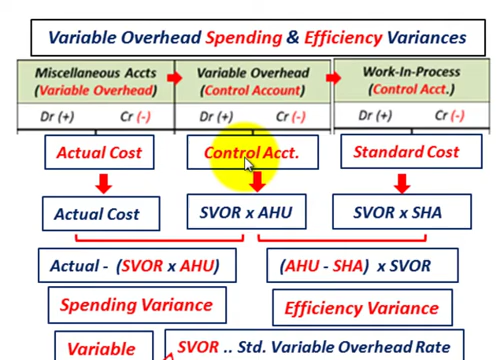 Variable Overhead Spending & Efficiency Variances
Miscellaneous Accts Variable Overhead Work-In-Process
(Variable Overhead) (Control Account) (Control Acct.)
Dr (+) Cr (-) Dr (+) Cr (-) Dr (+) Cr (-)
Actual Cost Control Acct. Standard Cost
Actual Cost SVOR x AHU SVOR x SHA
Actual - (SVOR x AHU) (AHU - SHA) x SVOR
Spending Variance Efficiency Variance
Variable SVOR .. Std. Variable Overhead Rate